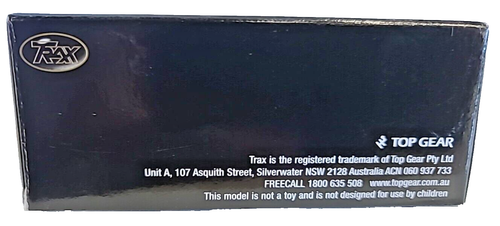 TRAX
TOP GEAR
Trax is the registered trademark of Top Gear Pty Ltd
Unit A, 107 Asquith Street, Silverwater NSW 2128 Australia ACN 060 937 733
FREECALL 1800 635 508 www.topgear.com.au
This model is not a toy and is not designed for use by children